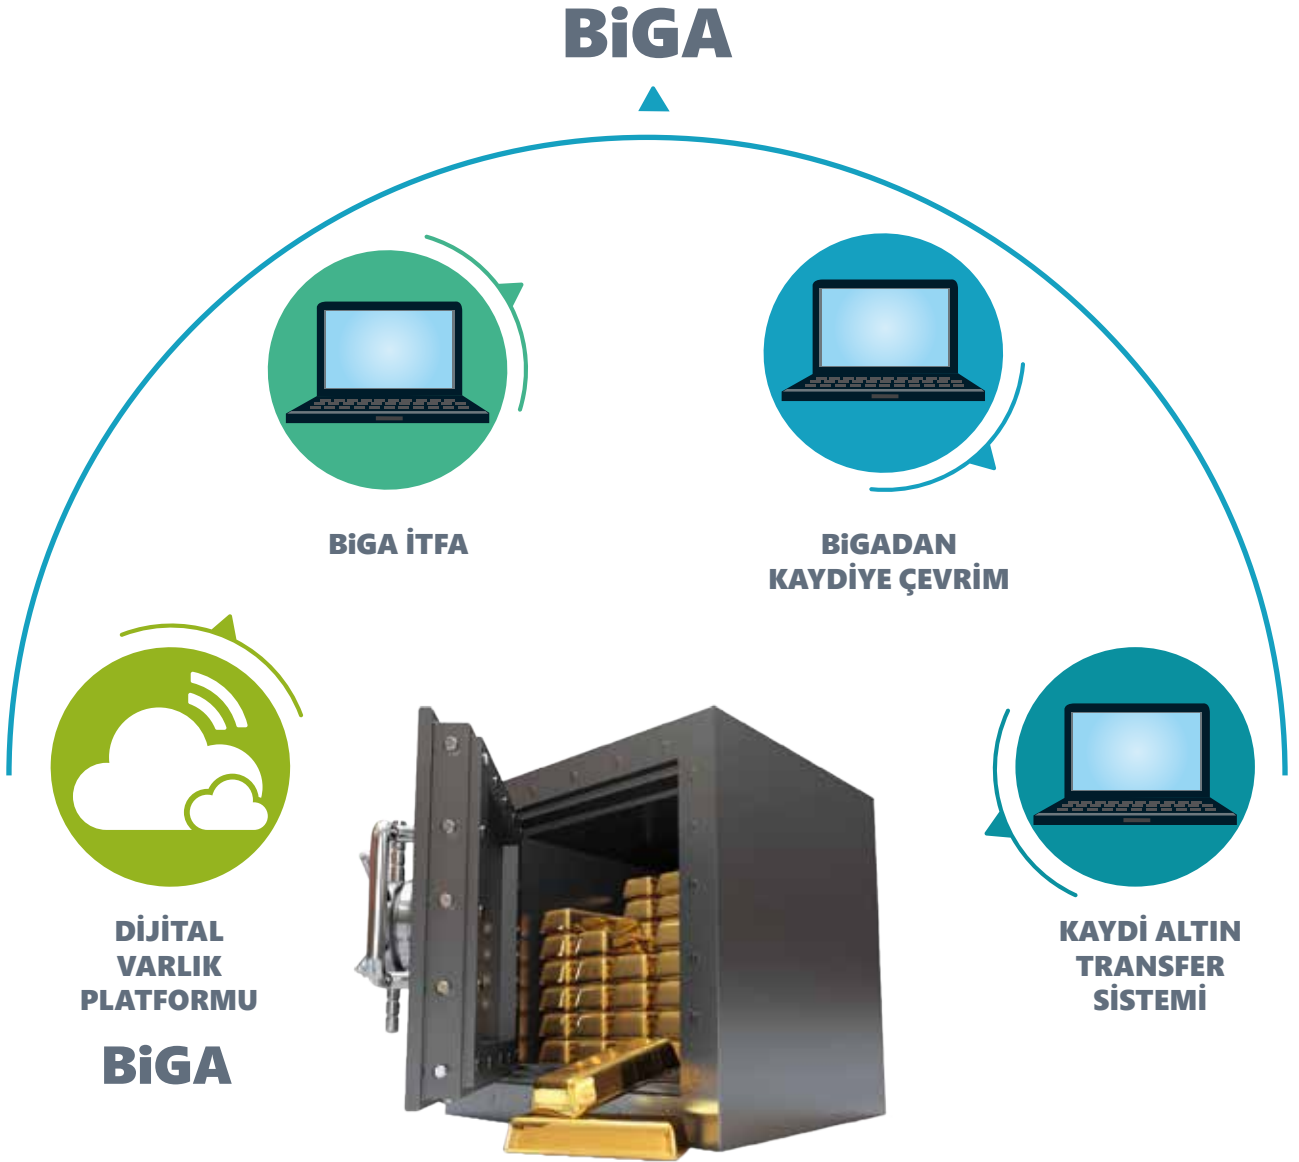 BiGA
BiGA İTFA
BiGADAN
KAYDİYE ÇEVRİM
DİJİTAL
VARLIK
PLATFORMU
BiGA
KAYDİ ALTIN
TRANSFER
SİSTEMİ